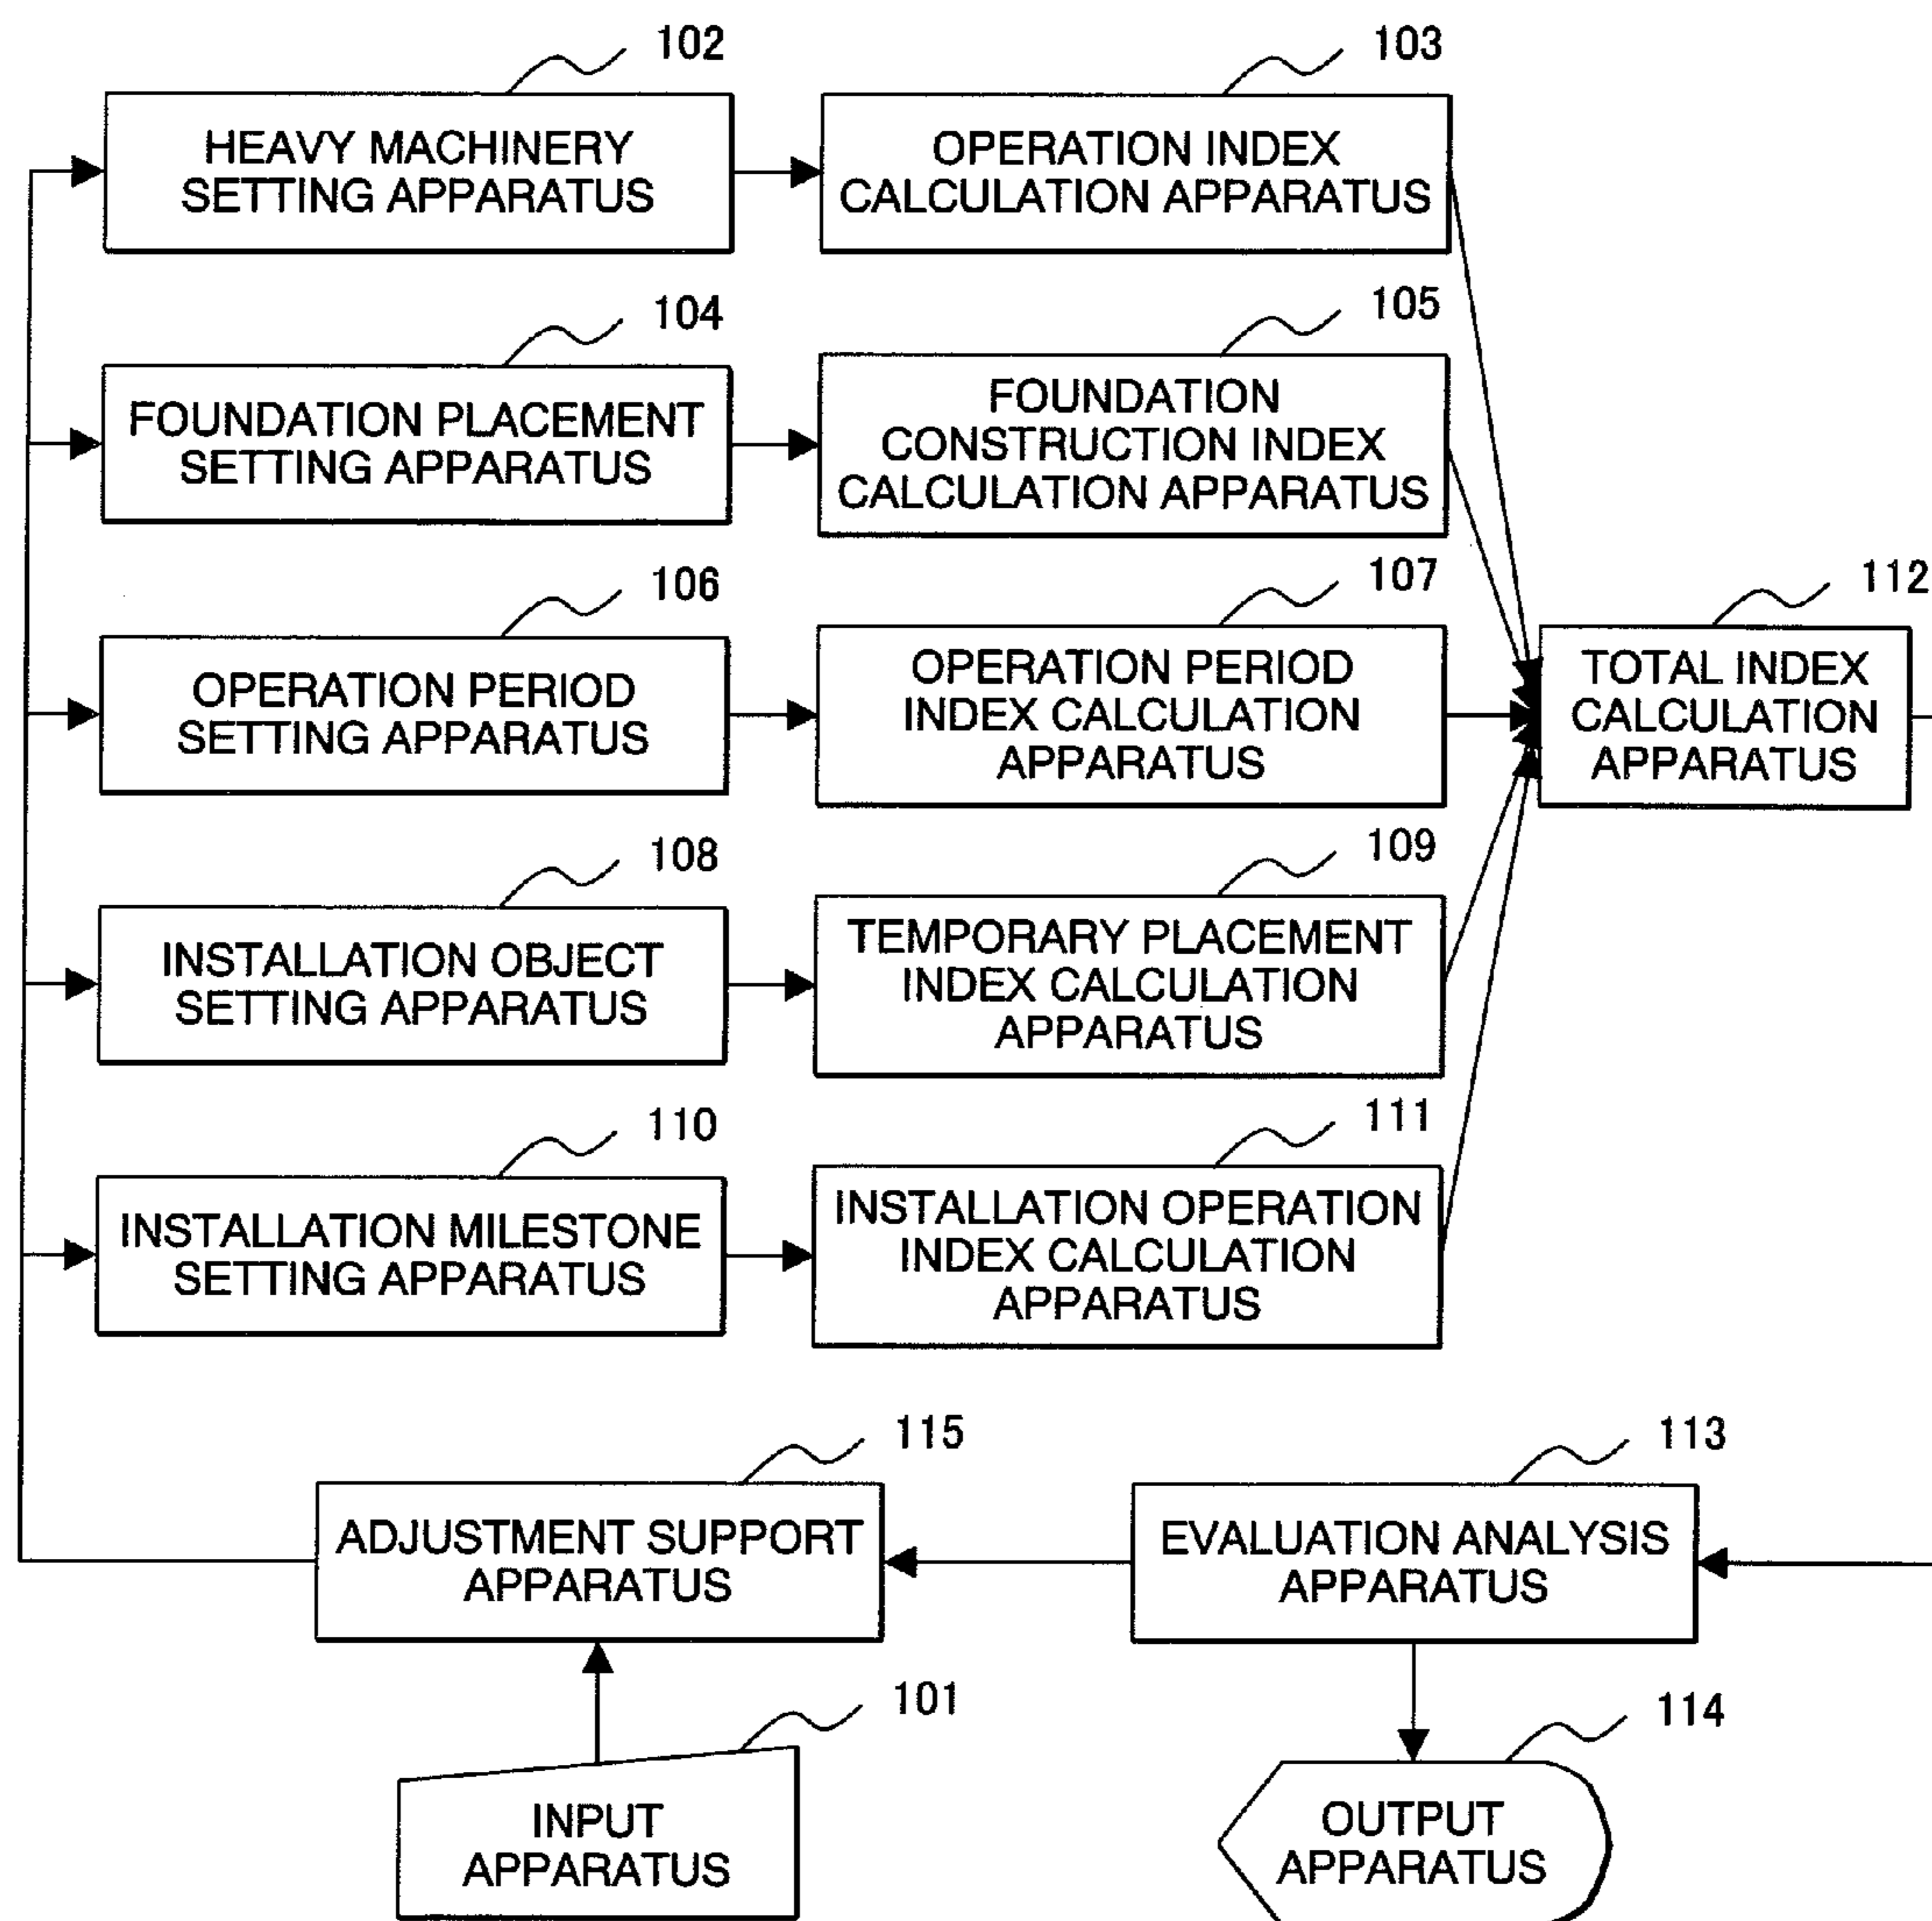 102
HEAVY MACHINERY
SETTING APPARATUS
103
OPERATION INDEX
CALCULATION APPARATUS
104
FOUNDATION PLACEMENT
SETTING APPARATUS
105
FOUNDATION
CONSTRUCTION INDEX
CALCULATION APPARATUS
106
OPERATION PERIOD
SETTING APPARATUS
107
OPERATION PERIOD
INDEX CALCULATION
APPARATUS
112
TOTAL INDEX
CALCULATION
APPARATUS
108
INSTALLATION OBJECT
SETTING APPARATUS
109
TEMPORARY PLACEMENT
INDEX CALCULATION
APPARATUS
110
INSTALLATION MILESTONE
SETTING APPARATUS
111
INSTALLATION OPERATION
INDEX CALCULATION
APPARATUS
115
ADJUSTMENT SUPPORT
APPARATUS
113
EVALUATION ANALYSIS
APPARATUS
101
INPUT
APPARATUS
114
OUTPUT
APPARATUS